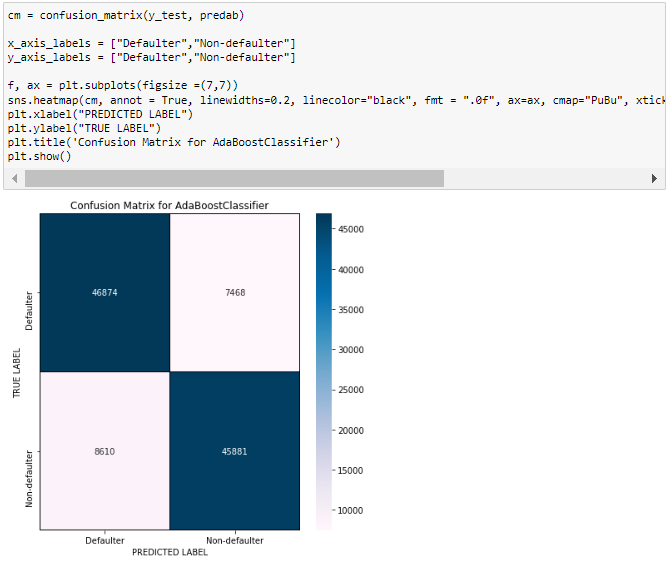 cm = confusion_matrix(y_test, predab)
x_axis_labels = ["Defaulter","Non-defaulter"]
y_axis_labels = ["Defaulter","Non-defaulter"]
f, ax = plt.subplots(figsize =(7,7))
sns.heatmap(cm, annot = True, linewidths=0.2, linecolor="black", fmt = ".0f", ax=ax, cmap="PuBu", xtick
plt.xlabel("PREDICTED LABEL")
plt.ylabel("TRUE LABEL")
plt.title('Confusion Matrix for AdaBoostClassifier')
plt.show()
Confusion Matrix for AdaBoostClassifier
TRUE LABEL
Defaulter
46874
7468
Non-defaulter
8610
45881
Defaulter
Non-defaulter
PREDICTED LABEL
45000
40000
35000
30000
25000
20000
15000
10000